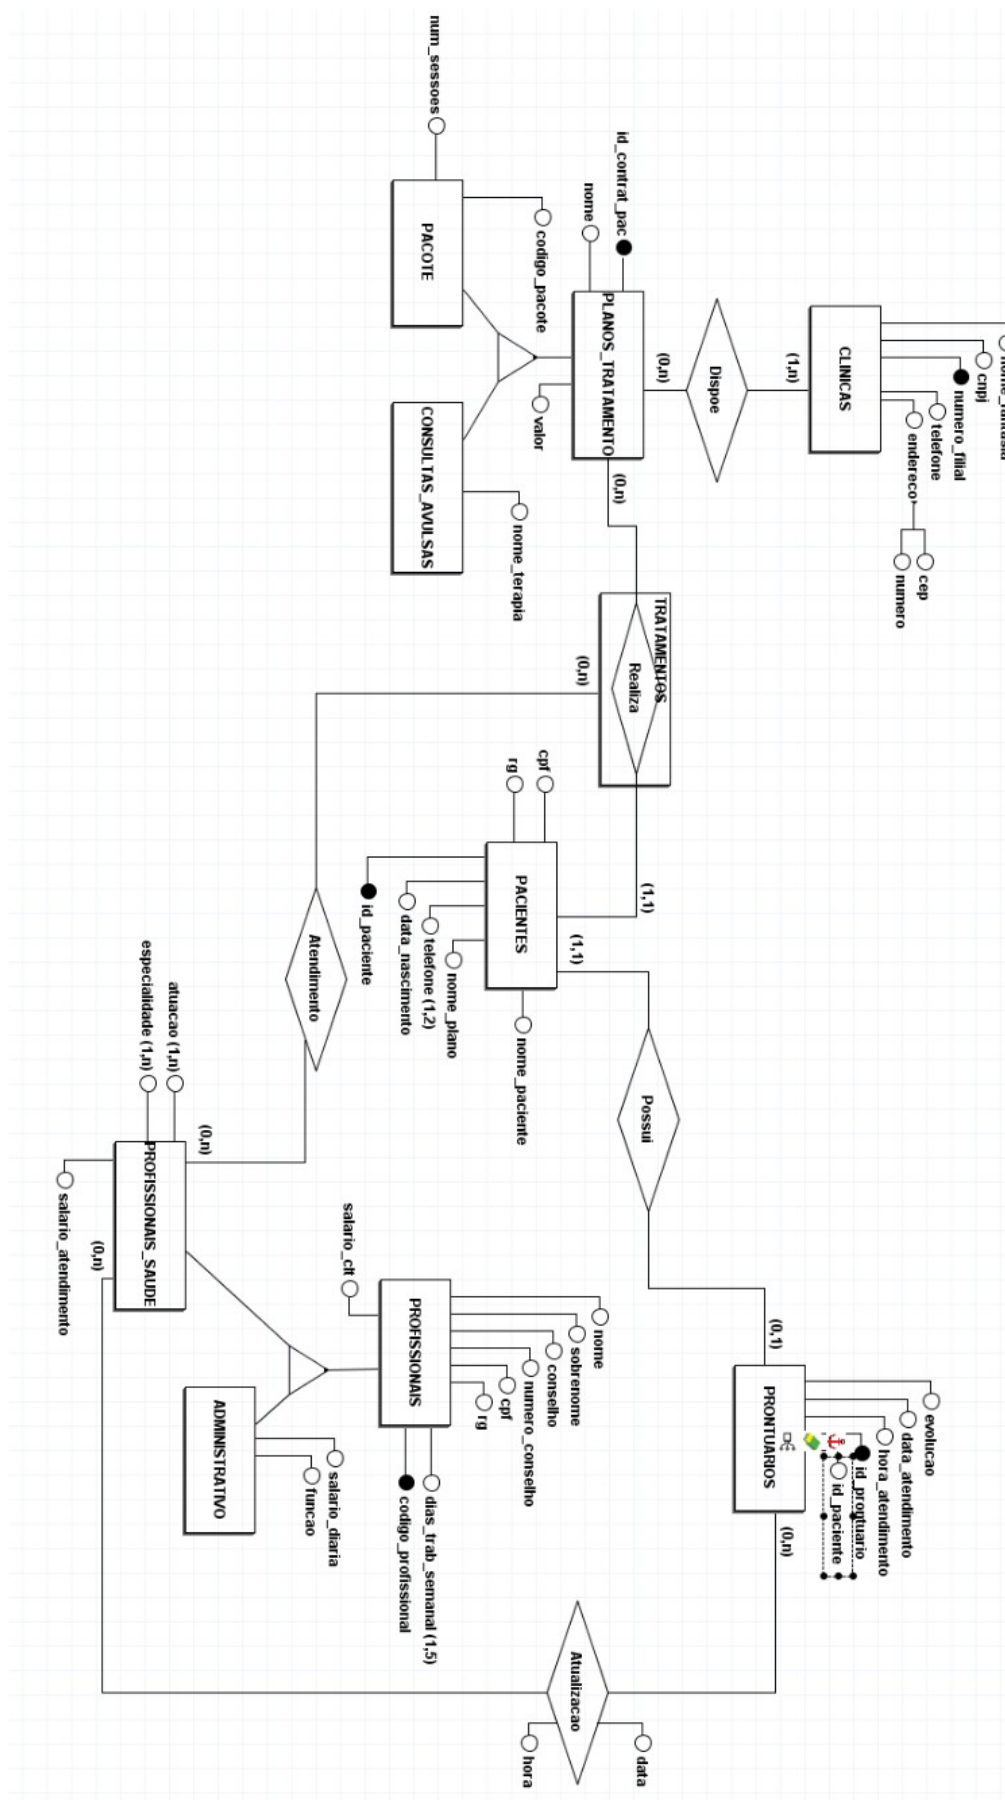 num_sessoes
PACOTE
codigo_pacote
id_contrat_pac
nome
PLANOS_TRATAMENTO
valor
(0,n)
Dispoe
(1,n)
CLINICAS
cnpj
numero_filial
telefone
endereco
cep
numero
CONSULTAS_AVULSAS
nome_terapia
(0,n)
TRATAMENTOS
Realiza
(0,n)
(1,1)
cpf
rg
PACIENTES
id_paciente
data_nascimento
telefone (1,2)
nome_plano
nome_paciente
(1,1)
Possui
(0,1)
Atendimento
(0,n)
atuacao (1,n)
especialidade (1,n)
PROFISSIONAIS_SAUDE
salario_atendimento
(0,n)
salario_clt
PROFISSIONAIS
nome
sobrenome
conselho
numero_conselho
cpf
rg
dias_trab_semanal (1,5)
codigo_profissional
ADMINISTRATIVO
salario_diaria
funcao
PRONTUARIOS
evolucao
data_atendimento
hora_atendimento
id_prontuario
id_paciente
(0,n)
Atualizacao
data
hora